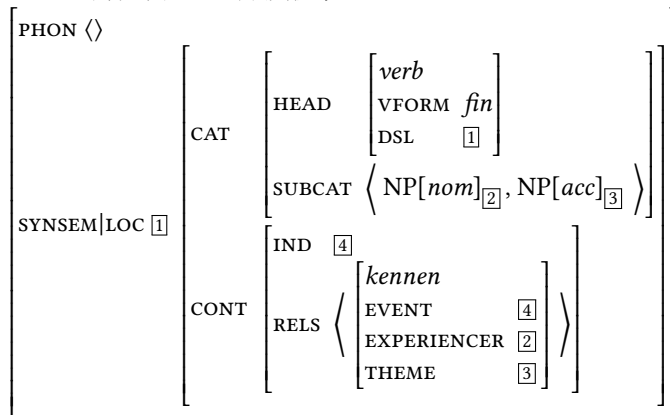 PHON ⟨⟩
verb
HEAD VFORM fin
DSL 1
CAT
SUBCAT ⟨ NP[nom]2, NP[acc]3 ⟩
SYNSEM|LOC 1
IND 4
kennen
EVENT 4
CONT RELS ⟨ EXPERIENCER 2 ⟩
THEME 3